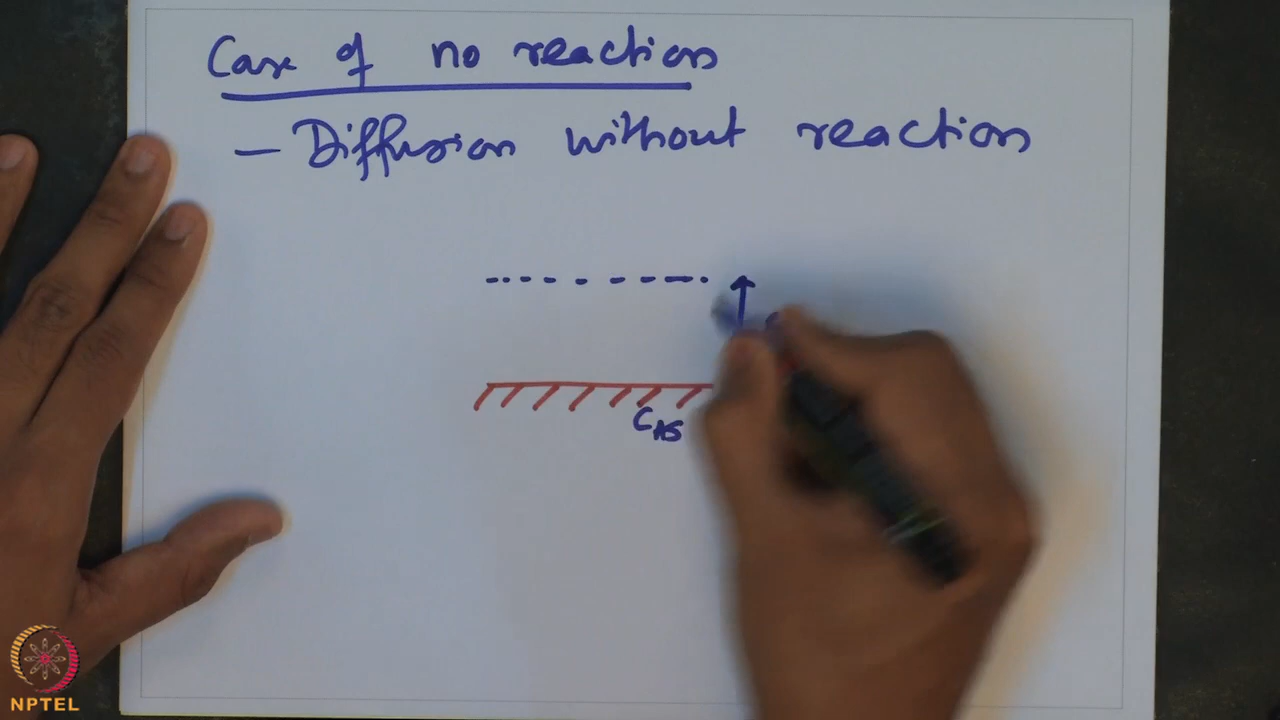 Case of no reaction
- Diffusion without reaction
CAS
NPTEL